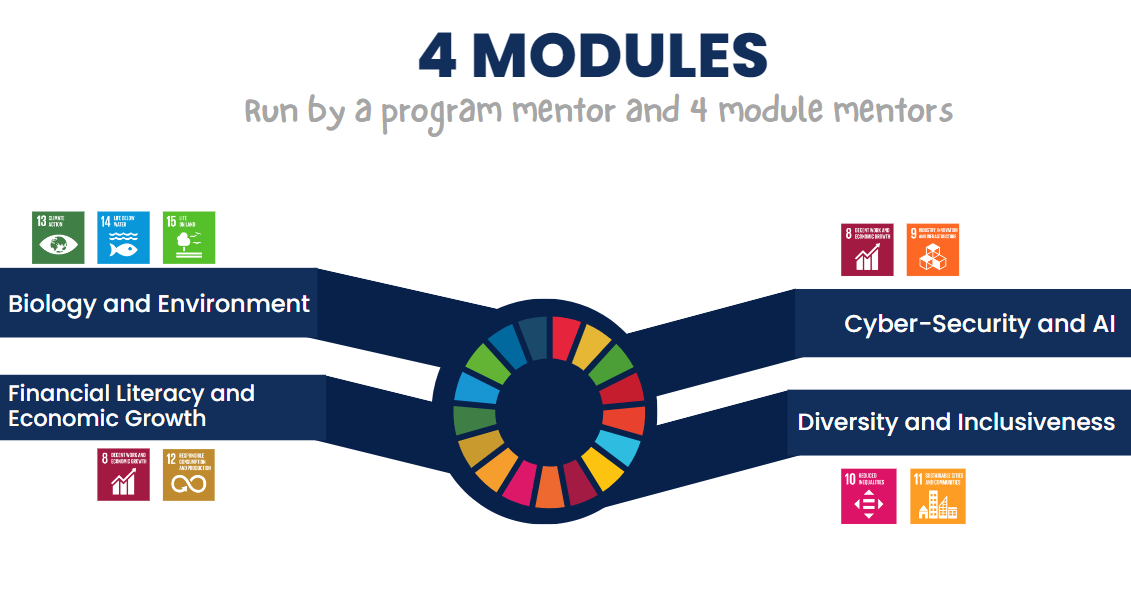 4 MODULES
Run by a program mentor and 4 module mentors
13 CLIMATE
ACTION
14 LIFE BELOW
WATER
15 LIFE
ON LAND
8 DECENT WORK AND
ECONOMIC GROWTH
9 INDUSTRY, INNOVATION
AND INFRASTRUCTURE
Biology and Environment
Cyber-Security and AI
Financial Literacy and
Economic Growth
Diversity and Inclusiveness
8 DECENT WORK AND
ECONOMIC GROWTH
12 RESPONSIBLE
CONSUMPTION
AND PRODUCTION
10 REDUCED
INEQUALITIES
11 SUSTAINABLE CITIES
AND COMMUNITIES